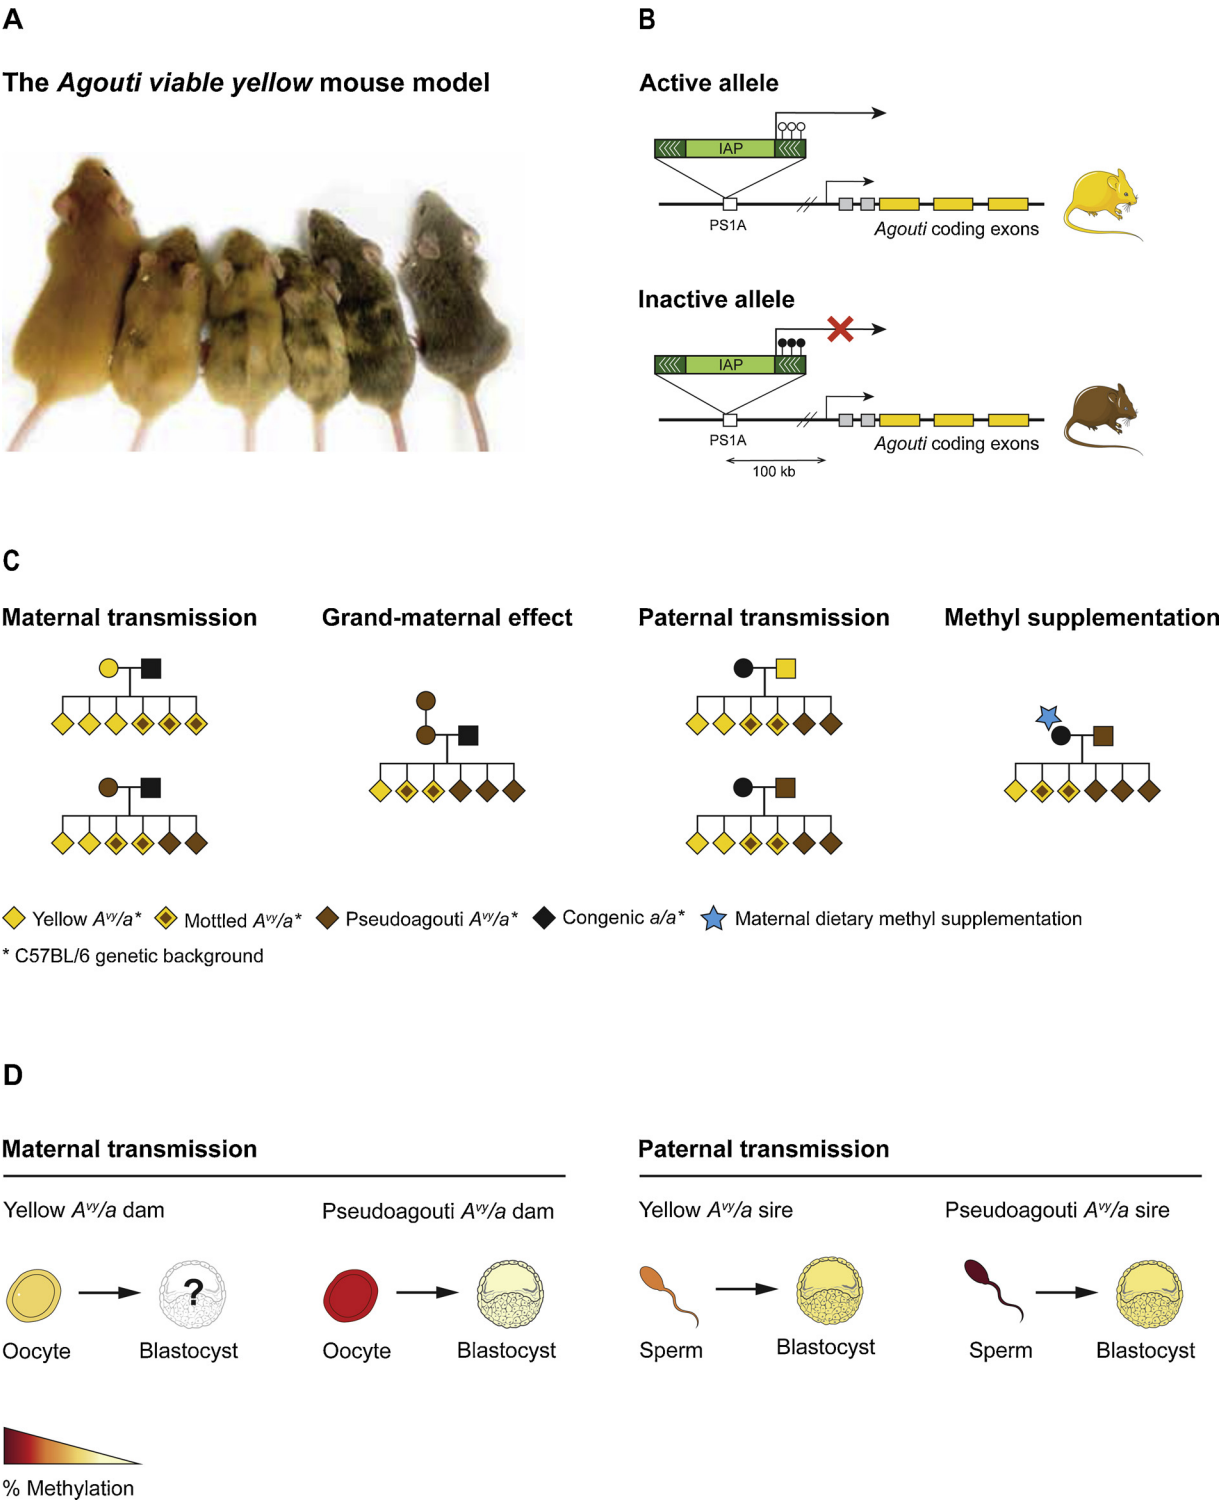 A
The Agouti viable yellow mouse model
B
Active allele
IAP
PS1A
Agouti coding exons
Inactive allele
IAP
PS1A
Agouti coding exons
100 kb
C
Maternal transmission
Grand-maternal effect
Paternal transmission
Methyl supplementation
Yellow Avy/a* Mottled Avy/a* Pseudoagouti Avy/a* Congenic a/a* Maternal dietary methyl supplementation
* C57BL/6 genetic background
D
Maternal transmission
Yellow Avy/a dam
Pseudoagouti Avy/a dam
?
Oocyte
Blastocyst
Oocyte
Blastocyst
Paternal transmission
Yellow Avy/a sire
Pseudoagouti Avy/a sire
Sperm
Blastocyst
Sperm
Blastocyst
% Methylation